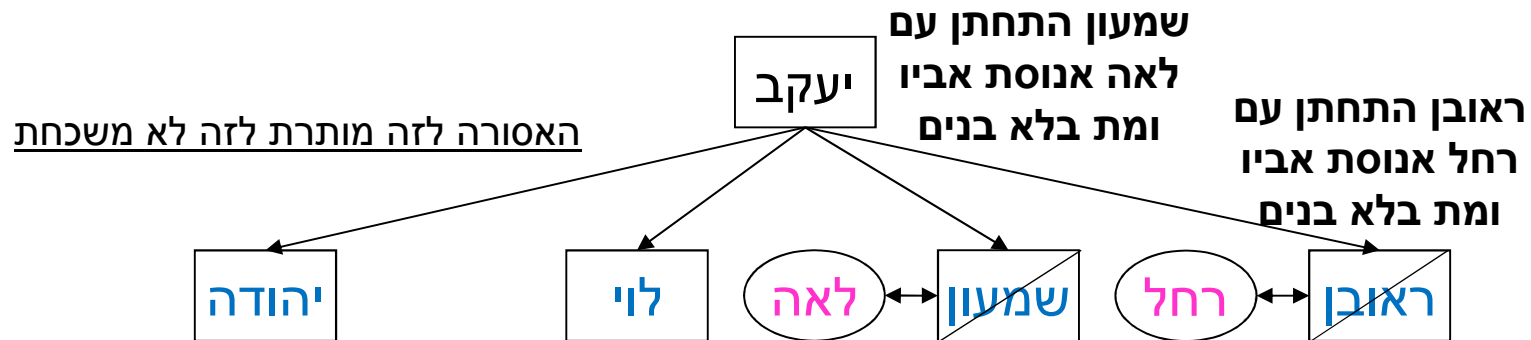 שמעון התחתן עם
לאה אנוסת אביו
ומת בלא בנים
יעקב
ראובן התחתן עם
רחל אנוסת אביו
ומת בלא בנים
האסורה לזה מותרת לזה לא משכחת
ראובן
רחל
שמעון
לאה
לוי
יהודה